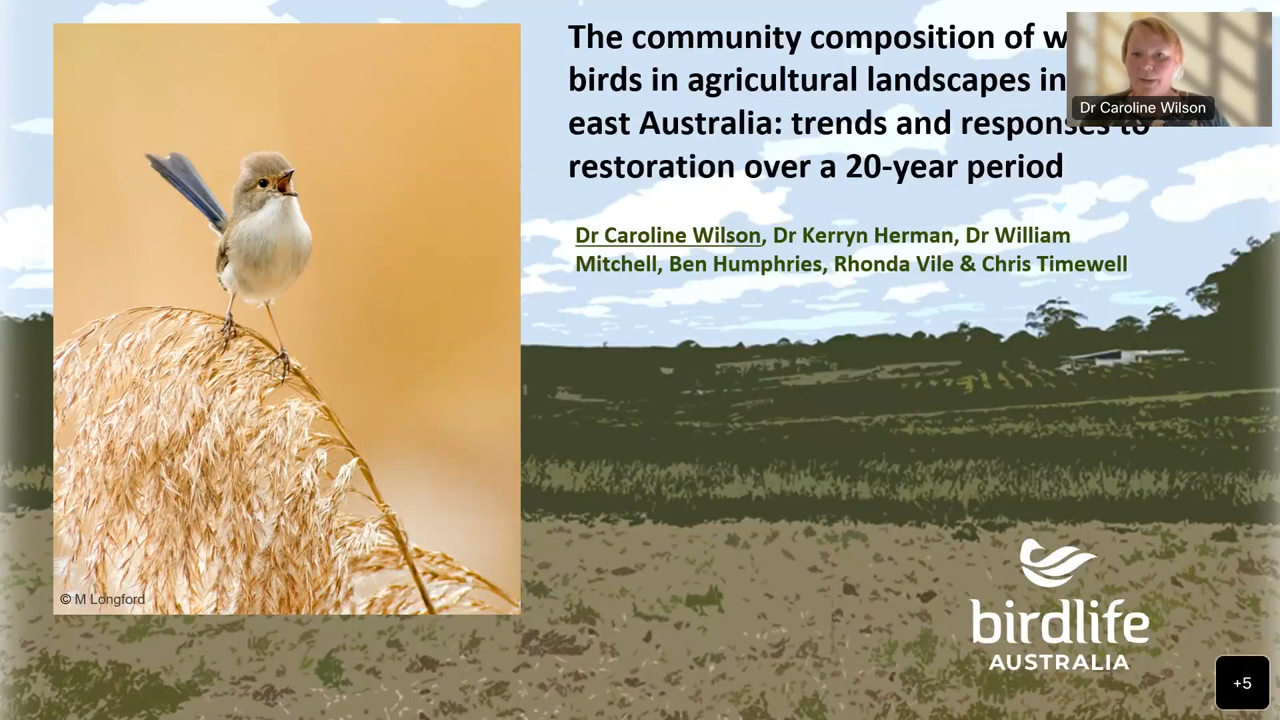 The community composition of w
birds in agricultural landscapes in
east Australia: trends and responses to
restoration over a 20-year period
Dr Caroline Wilson
Dr Caroline Wilson, Dr Kerryn Herman, Dr William
Mitchell, Ben Humphries, Rhonda Vile & Chris Timewell
© M Longford
birdlife
AUSTRALIA
+5